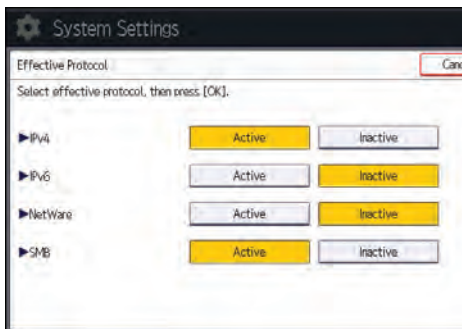 System Settings
Effective Protocol
Select effective protocol, then press [OK].
►IPv4 Active Inactive
►IPv6 Active Inactive
►NetWare Active Inactive
►SMB Active Inactive